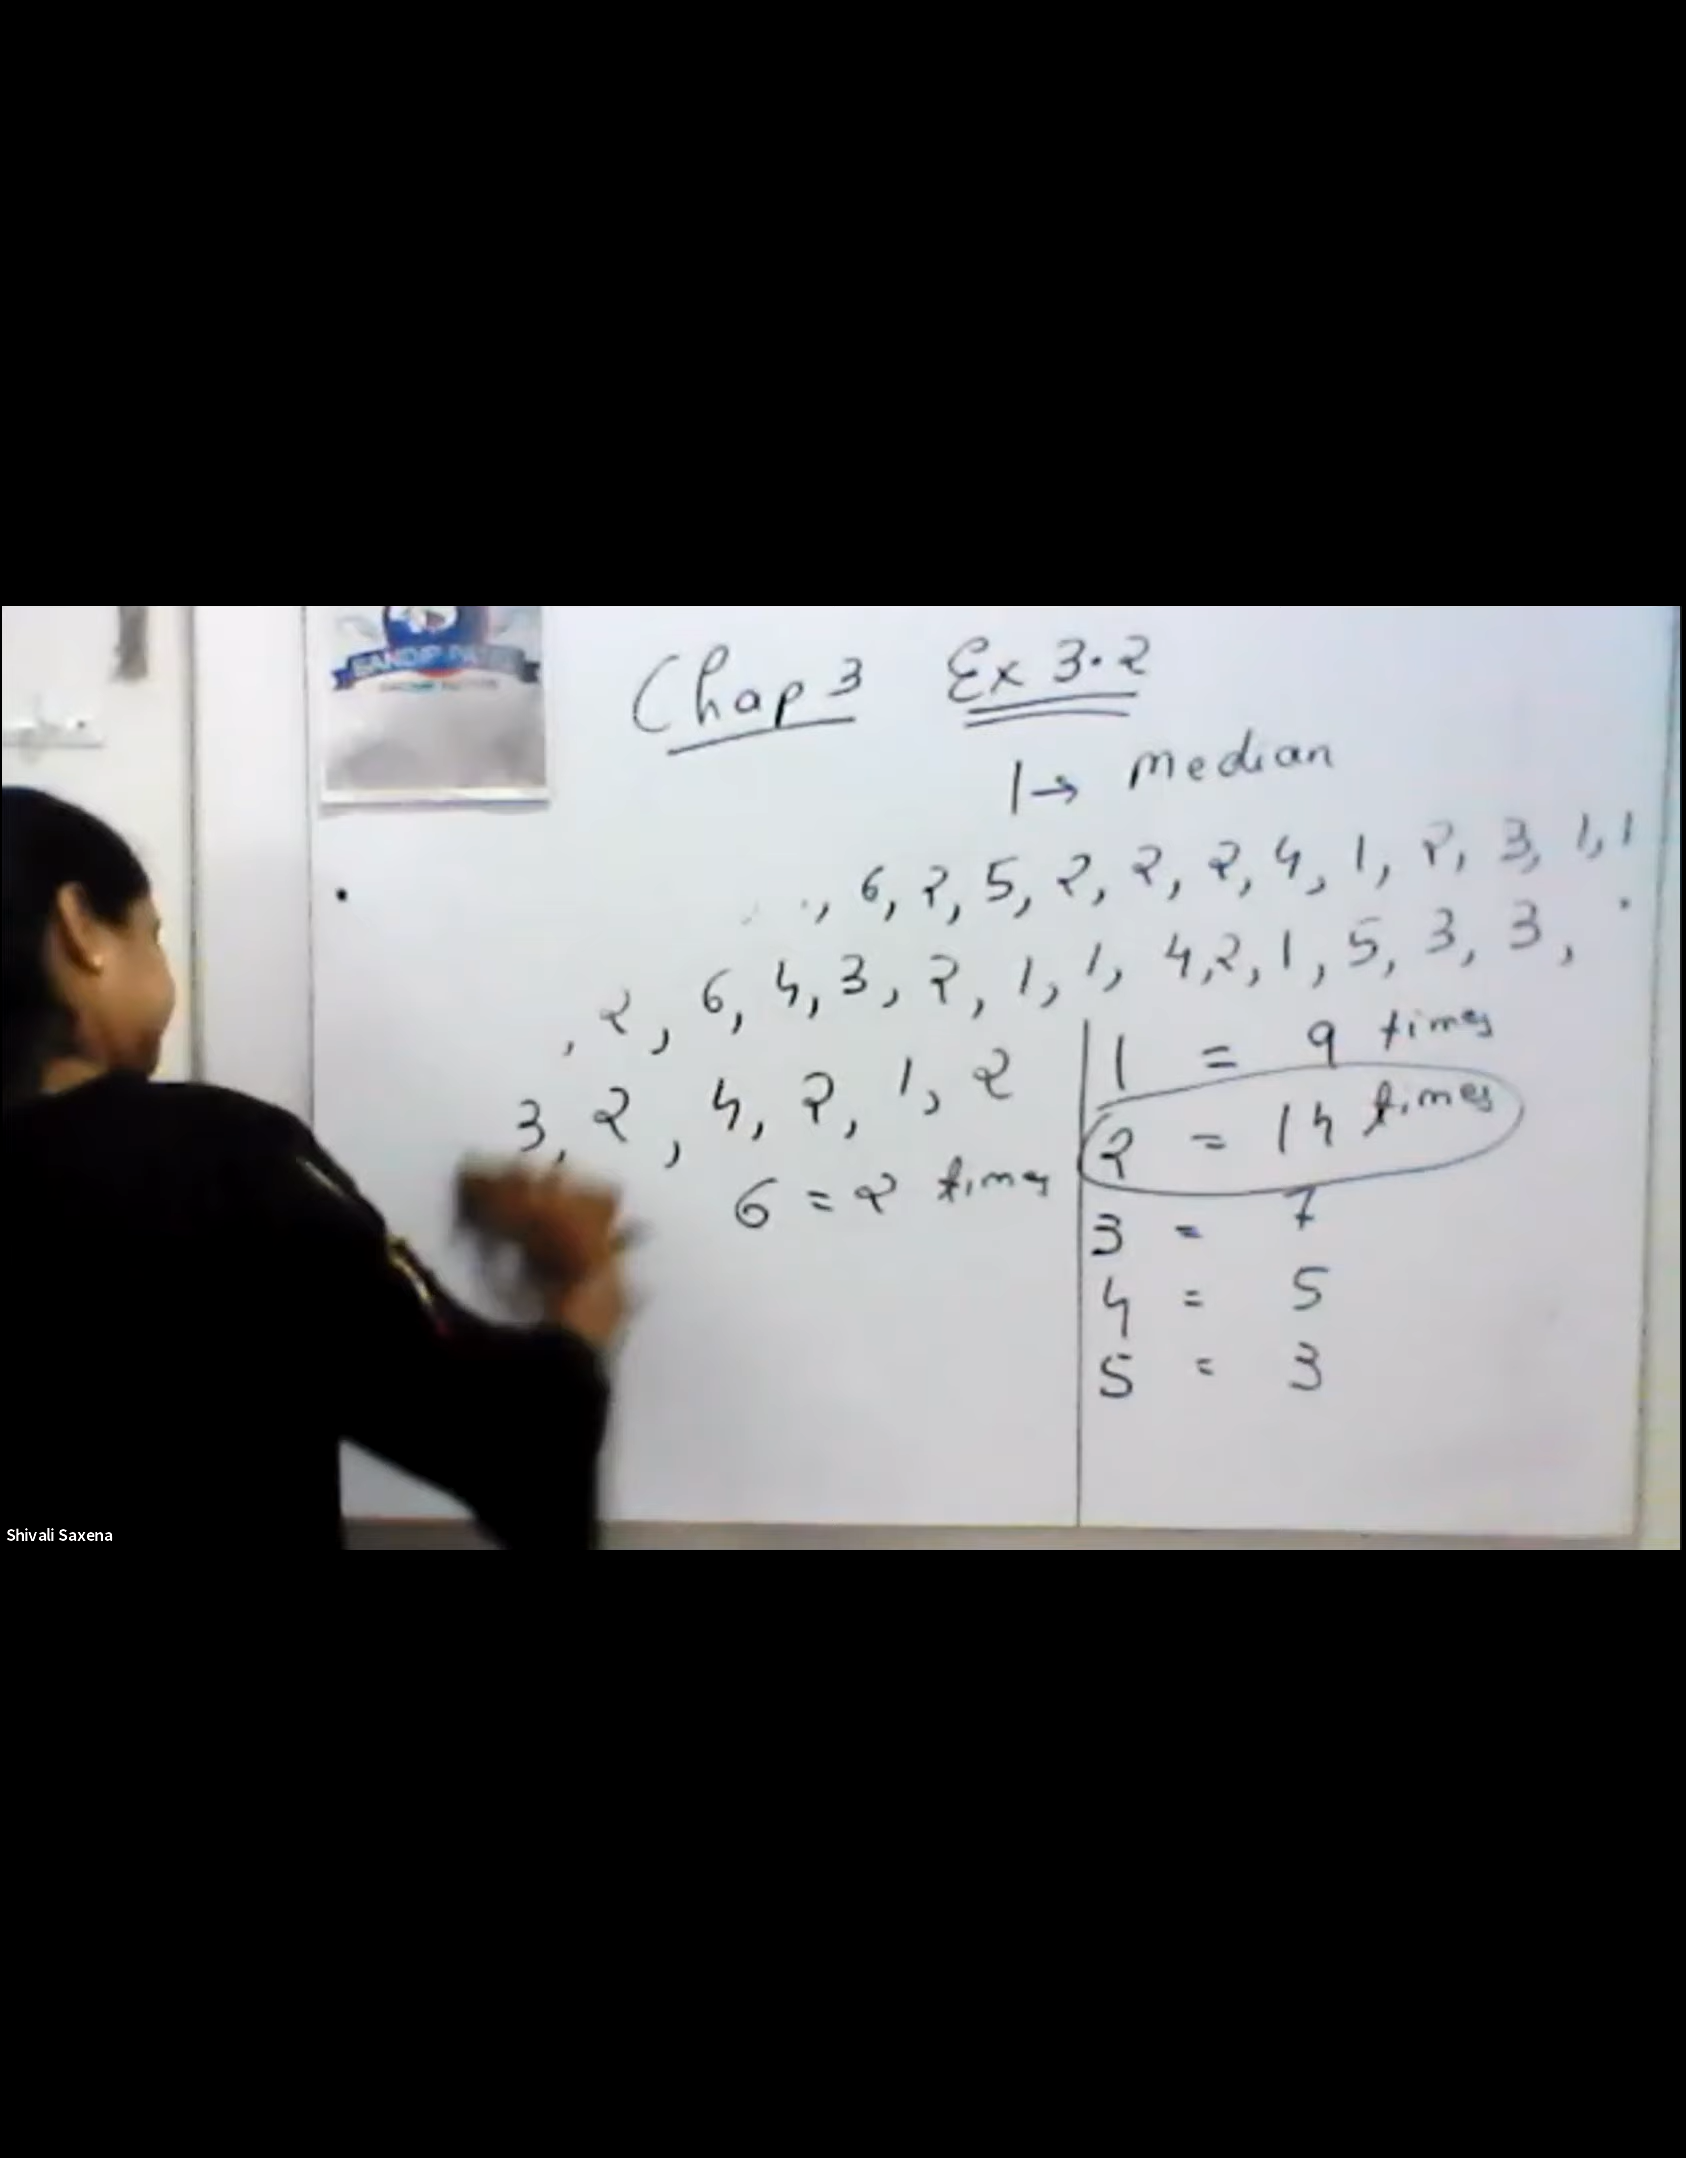 Chap 3 Ex 3.2
1→ Median
, 6, 2, 5, 2, 2, 2, 4, 1, 2, 3, 1, 1
, 2, 6, 4, 3, 2, 1, 1, 4, 2, 1, 5, 3, 3,
3, 2, 4, 2, 1, 2
6 = 2 times
1 = 9 times
2 = 14 times
3 = 7
4 = 5
5 = 3
Shivali Saxena